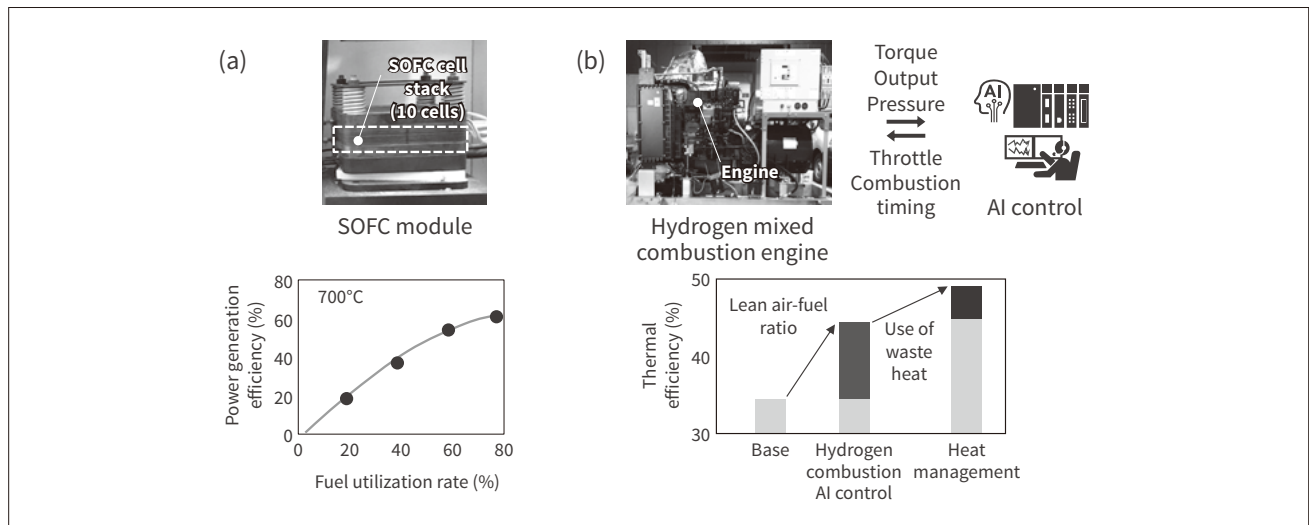 (a)
SOFC cell
stack
(10 cells)
SOFC module
(b)
Engine
Hydrogen mixed
combustion engine
Torque
Output
Pressure
Throttle
Combustion
timing
AI
AI control
Power generation
efficiency (%)
80
60
40
20
0
700°C
0 20 40 60 80
Fuel utilization rate (%)
Thermal
efficiency (%)
50
40
30
Lean air-fuel
ratio
Use of
waste
heat
Base
Hydrogen
combustion
AI control
Heat
management